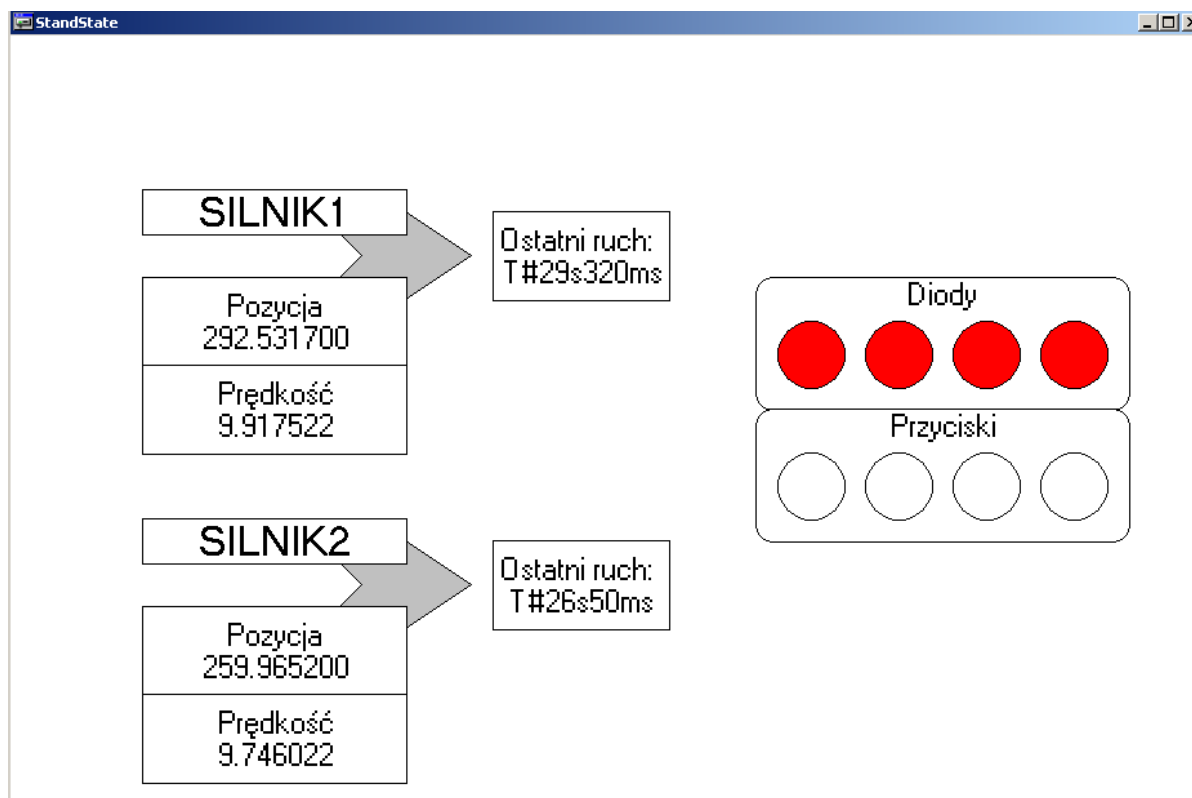 StandState
SILNIK1
Ostatni ruch:
T#29s320ms
Pozycja
292.531700
Prędkość
9.917522
Diody
Przyciski
SILNIK2
Ostatni ruch:
T#26s50ms
Pozycja
259.965200
Prędkość
9.746022